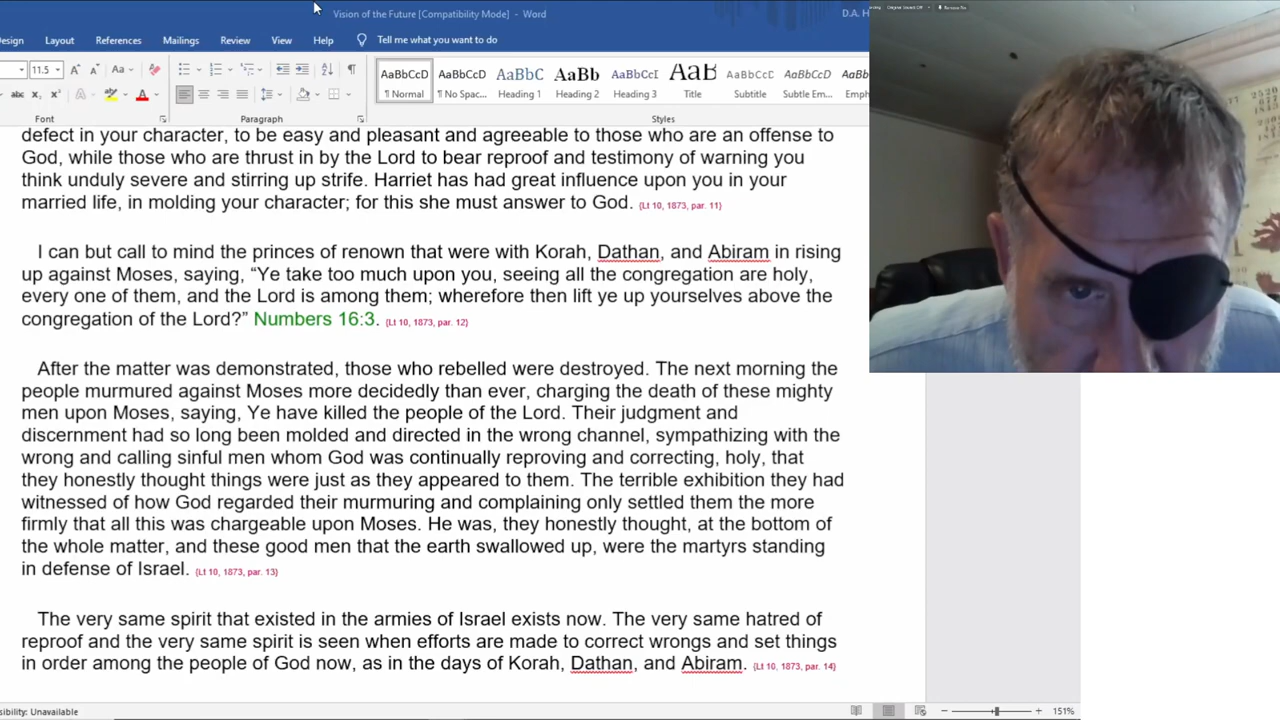 Vision of the Future [Compatibility Mode] - Word D.A. H
esign Layout References Mailings Review View Help Tell me what you want to do
11.5 Aa
AaBbCcD AaBbCcD AaBbC AaBb AaBbCcI AaB AaBbCcD AaBbCcD AaBb
¶ Normal ¶ No Spac... Heading 1 Heading 2 Heading 3 Title Subtitle Subtle Em... Emph
Font Paragraph Styles
defect in your character, to be easy and pleasant and agreeable to those who are an offense to
God, while those who are thrust in by the Lord to bear reproof and testimony of warning you
think unduly severe and stirring up strife. Harriet has had great influence upon you in your
married life, in molding your character; for this she must answer to God. {Lt 10, 1873, par. 11}
I can but call to mind the princes of renown that were with Korah, Dathan, and Abiram in rising
up against Moses, saying, “Ye take too much upon you, seeing all the congregation are holy,
every one of them, and the Lord is among them; wherefore then lift ye up yourselves above the
congregation of the Lord?” Numbers 16:3. {Lt 10, 1873, par. 12}
After the matter was demonstrated, those who rebelled were destroyed. The next morning the
people murmured against Moses more decidedly than ever, charging the death of these mighty
men upon Moses, saying, Ye have killed the people of the Lord. Their judgment and
discernment had so long been molded and directed in the wrong channel, sympathizing with the
wrong and calling sinful men whom God was continually reproving and correcting, holy, that
they honestly thought things were just as they appeared to them. The terrible exhibition they had
witnessed of how God regarded their murmuring and complaining only settled them the more
firmly that all this was chargeable upon Moses. He was, they honestly thought, at the bottom of
the whole matter, and these good men that the earth swallowed up, were the martyrs standing
in defense of Israel. {Lt 10, 1873, par. 13}
The very same spirit that existed in the armies of Israel exists now. The very same hatred of
reproof and the very same spirit is seen when efforts are made to correct wrongs and set things
in order among the people of God now, as in the days of Korah, Dathan, and Abiram. {Lt 10, 1873, par. 14}
sibility: Unavailable 151%